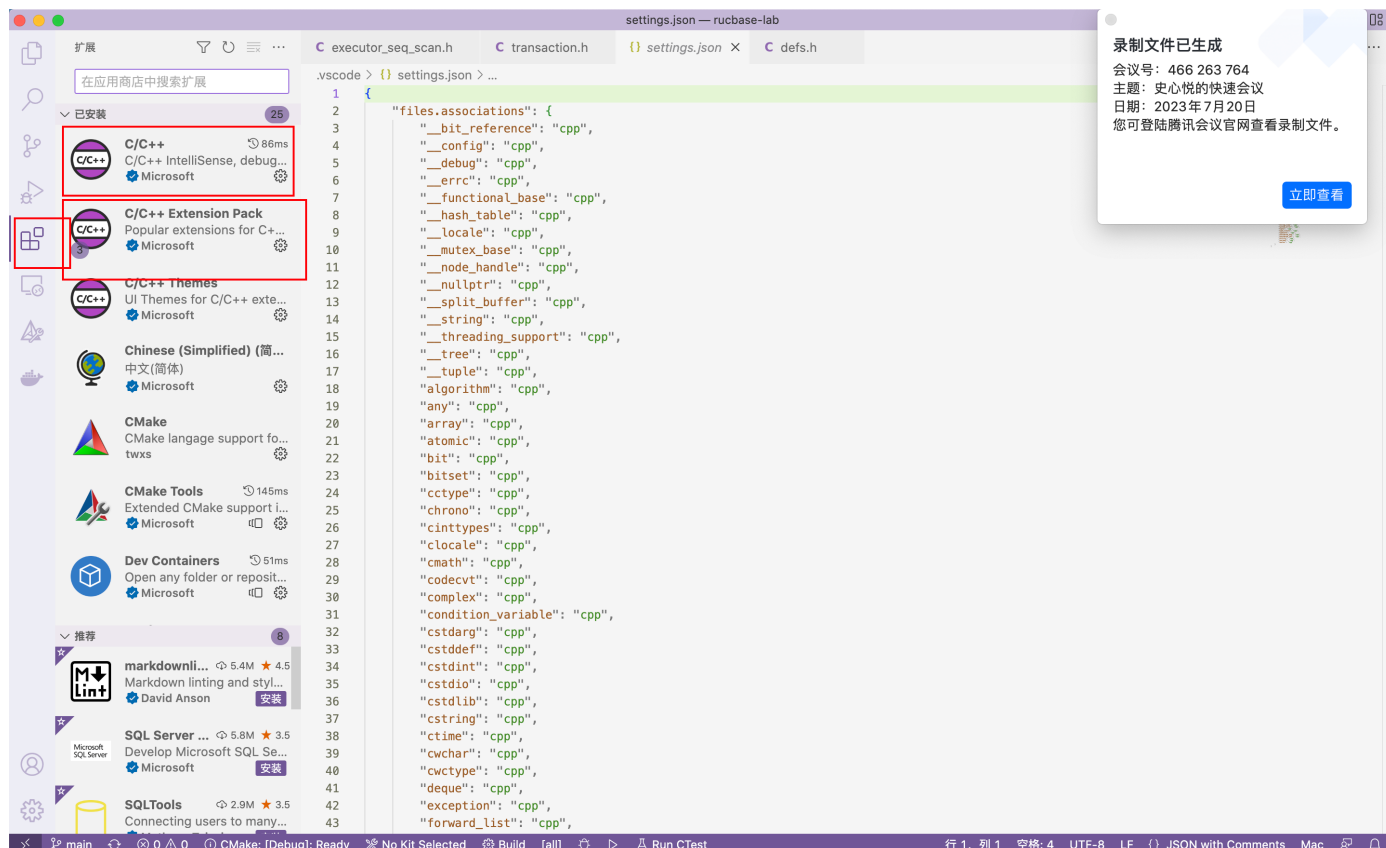 settings.json — rucbase-lab
扩展
在应用商店中搜索扩展
已安装
25
C/C++
86ms
C/C++ IntelliSense, debug...
Microsoft
C/C++
C/C++ Extension Pack
Popular extensions for C+...
Microsoft
C/C++
3
C/C++ Themes
UI Themes for C/C++ exte...
Microsoft
C/C++
Chinese (Simplified) (简...
中文(简体)
Microsoft
CMake
CMake langage support fo...
twxs
CMake Tools
145ms
Extended CMake support i...
Microsoft
Dev Containers
51ms
Open any folder or reposit...
Microsoft
推荐
8
markdownli... 5.4M ★ 4.5
Markdown linting and styl...
David Anson
安装
M Lint
SQL Server ... 5.8M ★ 3.5
Develop Microsoft SQL Se...
Microsoft
安装
Microsoft
SQL Server
SQLTools 2.9M ★ 3.5
Connecting users to many...
C executor_seq_scan.h
C transaction.h
{} settings.json ×
C defs.h
.vscode > {} settings.json > ...
1 {
2 "files.associations": {
3 "__bit_reference": "cpp",
4 "__config": "cpp",
5 "__debug": "cpp",
6 "__errc": "cpp",
7 "__functional_base": "cpp",
8 "__hash_table": "cpp",
9 "__locale": "cpp",
10 "__mutex_base": "cpp",
11 "__node_handle": "cpp",
12 "__nullptr": "cpp",
13 "__split_buffer": "cpp",
14 "__string": "cpp",
15 "__threading_support": "cpp",
16 "__tree": "cpp",
17 "__tuple": "cpp",
18 "algorithm": "cpp",
19 "any": "cpp",
20 "array": "cpp",
21 "atomic": "cpp",
22 "bit": "cpp",
23 "bitset": "cpp",
24 "cctype": "cpp",
25 "chrono": "cpp",
26 "cinttypes": "cpp",
27 "clocale": "cpp",
28 "cmath": "cpp",
29 "codecvt": "cpp",
30 "complex": "cpp",
31 "condition_variable": "cpp",
32 "cstdarg": "cpp",
33 "cstddef": "cpp",
34 "cstdint": "cpp",
35 "cstdio": "cpp",
36 "cstdlib": "cpp",
37 "cstring": "cpp",
38 "ctime": "cpp",
39 "cwchar": "cpp",
40 "cwctype": "cpp",
41 "deque": "cpp",
42 "exception": "cpp",
43 "forward_list": "cpp",
录制文件已生成
会议号：466 263 764
主题：史心悦的快速会议
日期：2023年7月20日
您可登陆腾讯会议官网查看录制文件。
立即查看
main 0 0 CMake: [Debug]: Ready No Kit Selected Build [all] Run CTest 行 1，列 1 空格: 4 UTF-8 LF {} JSON with Comments Mac